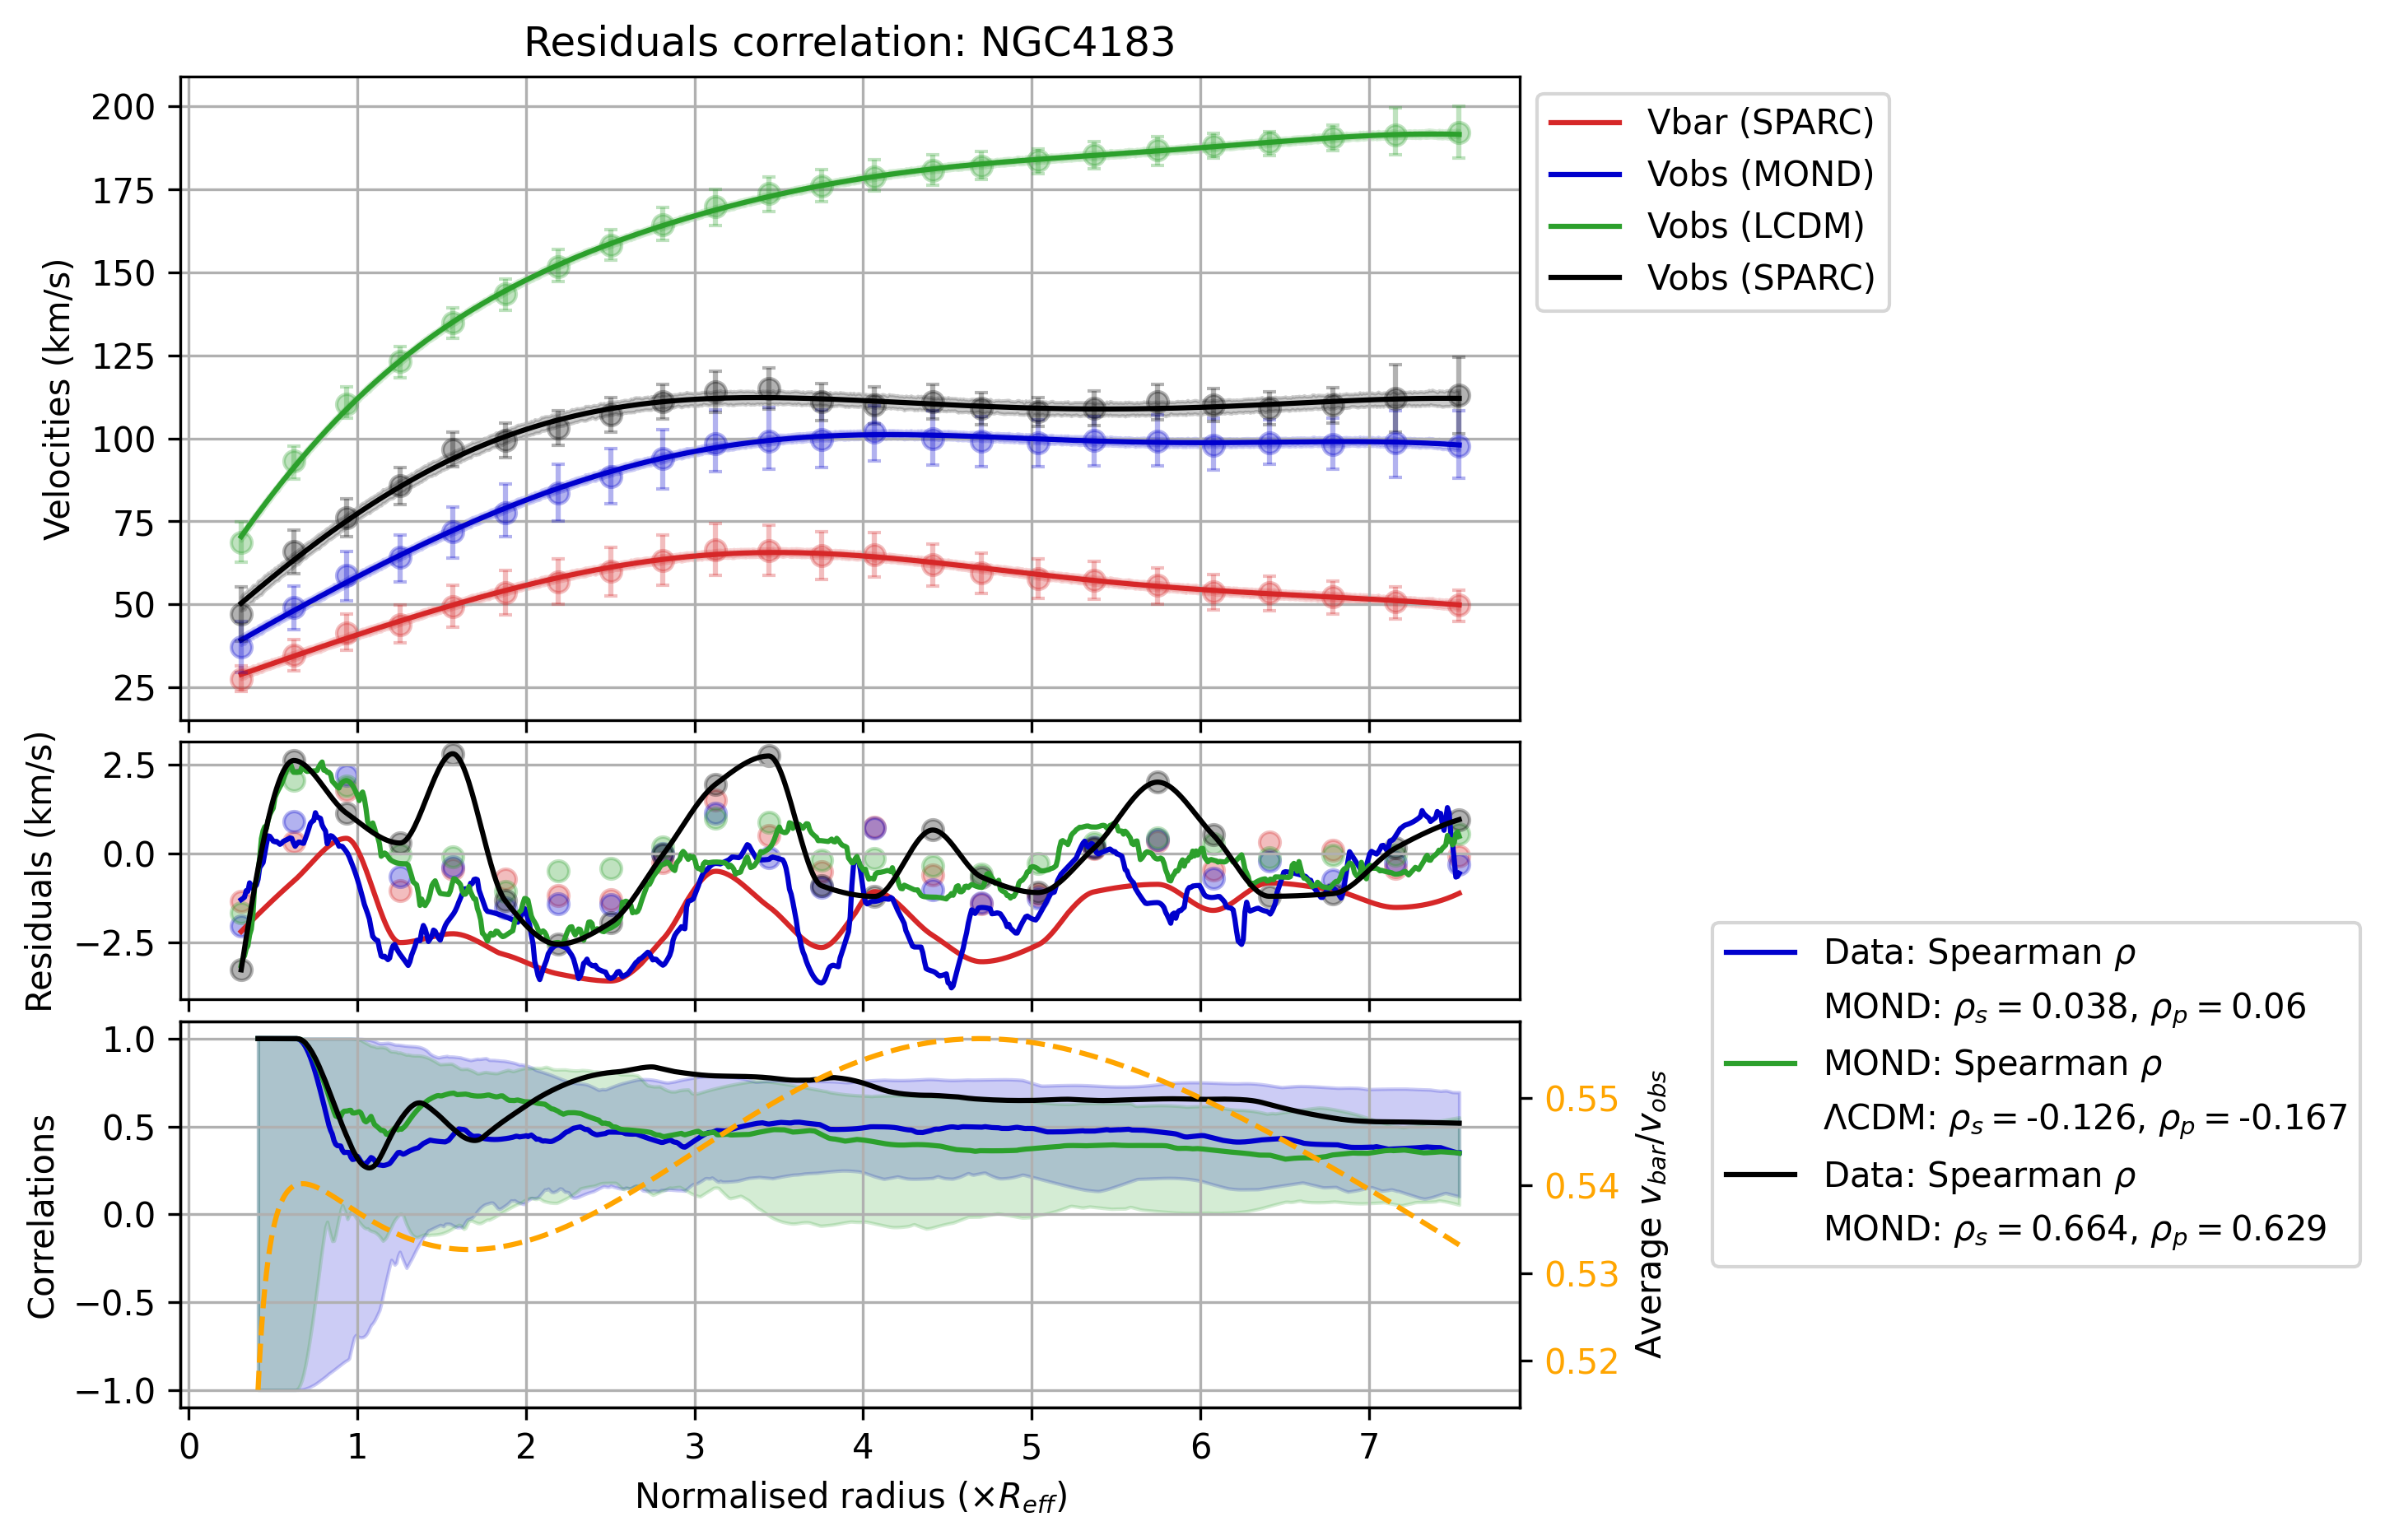 Residuals correlation: NGC4183
Velocities (km/s)
200
175
150
125
100
75
50
25
Vbar (SPARC)
Vobs (MOND)
Vobs (LCDM)
Vobs (SPARC)
Residuals (km/s)
2.5
0.0
−2.5
Correlations
1.0
0.5
0.0
−0.5
−1.0
0.55
0.54
0.53
0.52
Average v_bar/v_obs
Data: Spearman ρ
MOND: ρ_s = 0.038, ρ_p = 0.06
MOND: Spearman ρ
ΛCDM: ρ_s = -0.126, ρ_p = -0.167
Data: Spearman ρ
MOND: ρ_s = 0.664, ρ_p = 0.629
0 1 2 3 4 5 6 7
Normalised radius (×R_eff)